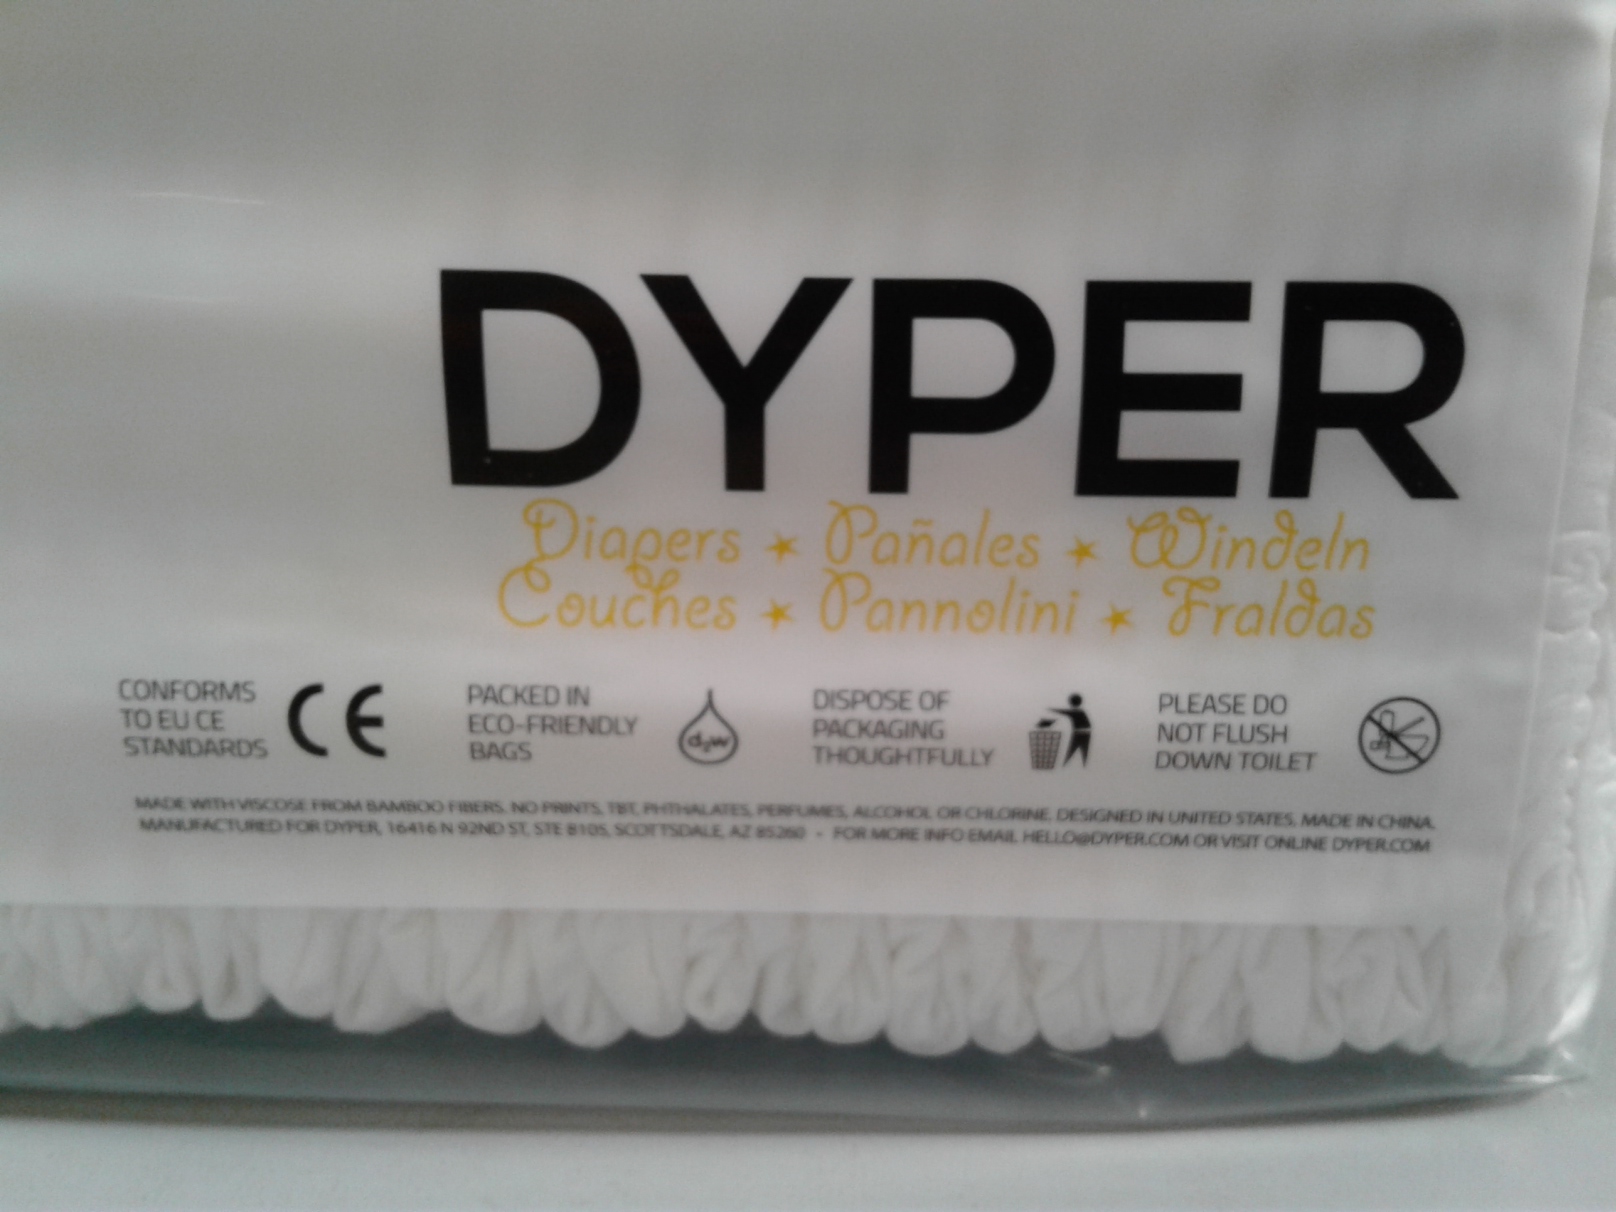 DYPER
Diapers ★ Pañales ★ Windeln
Couches ★ Pannolini ★ Fraldas
CONFORMS
TO EU CE
STANDARDS
CE
PACKED IN
ECO-FRIENDLY
BAGS
d2w
DISPOSE OF
PACKAGING
THOUGHTFULLY
PLEASE DO
NOT FLUSH
DOWN TOILET
MADE WITH VISCOSE FROM BAMBOO FIBERS. NO PRINTS, TBT, PHTHALATES, PERFUMES, ALCOHOL OR CHLORINE. DESIGNED IN UNITED STATES. MADE IN CHINA.
MANUFACTURED FOR DYPER, 16416 N 92ND ST, STE B105, SCOTTSDALE, AZ 85260 - FOR MORE INFO EMAIL HELLO@DYPER.COM OR VISIT ONLINE DYPER.COM